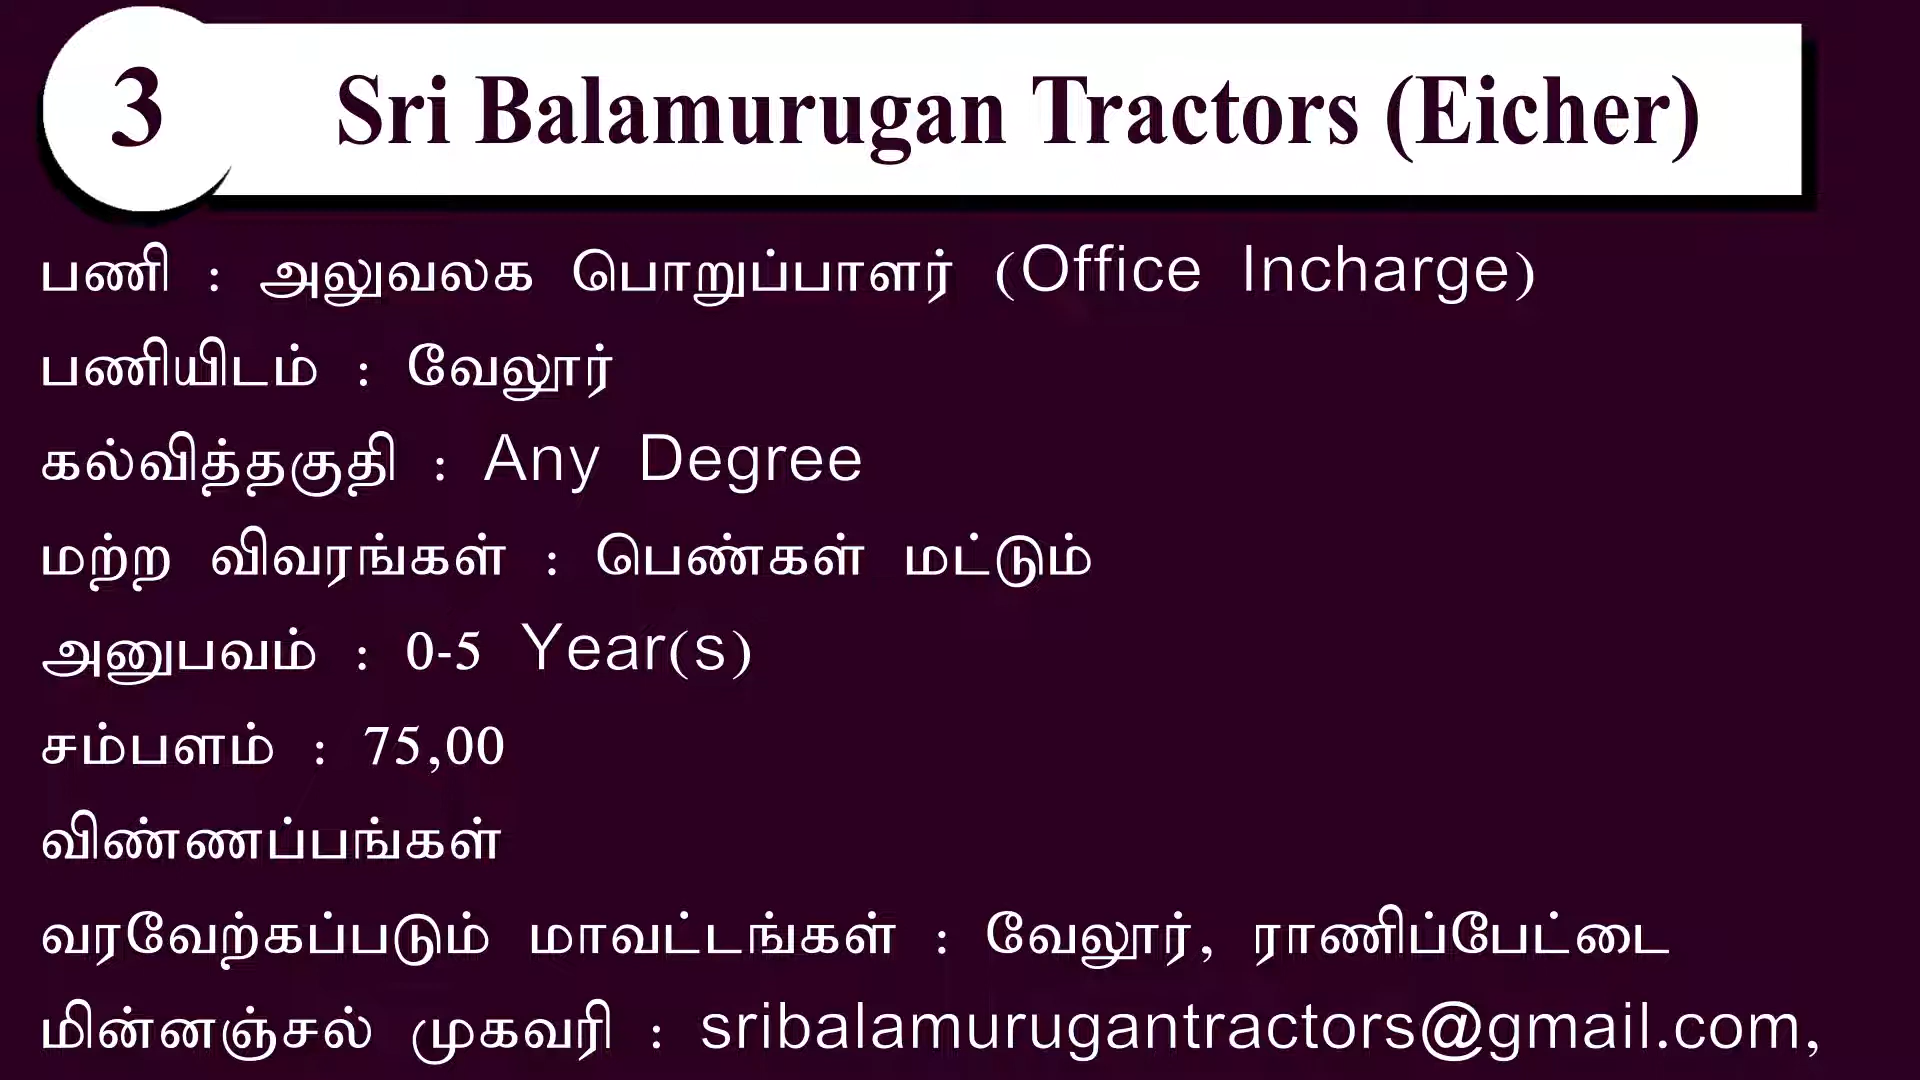 3 Sri Balamurugan Tractors (Eicher)
பணி : அலுவலக பொறுப்பாளர் (Office Incharge)
பணியிடம் : வேலூர்
கல்வித்தகுதி : Any Degree
மற்ற விவரங்கள் : பெண்கள் மட்டும்
அனுபவம் : 0-5 Year(s)
சம்பளம் : 75,00
விண்ணப்பங்கள்
வரவேற்கப்படும் மாவட்டங்கள் : வேலூர், ராணிப்பேட்டை
மின்னஞ்சல் முகவரி : sribalamurugantractors@gmail.com,